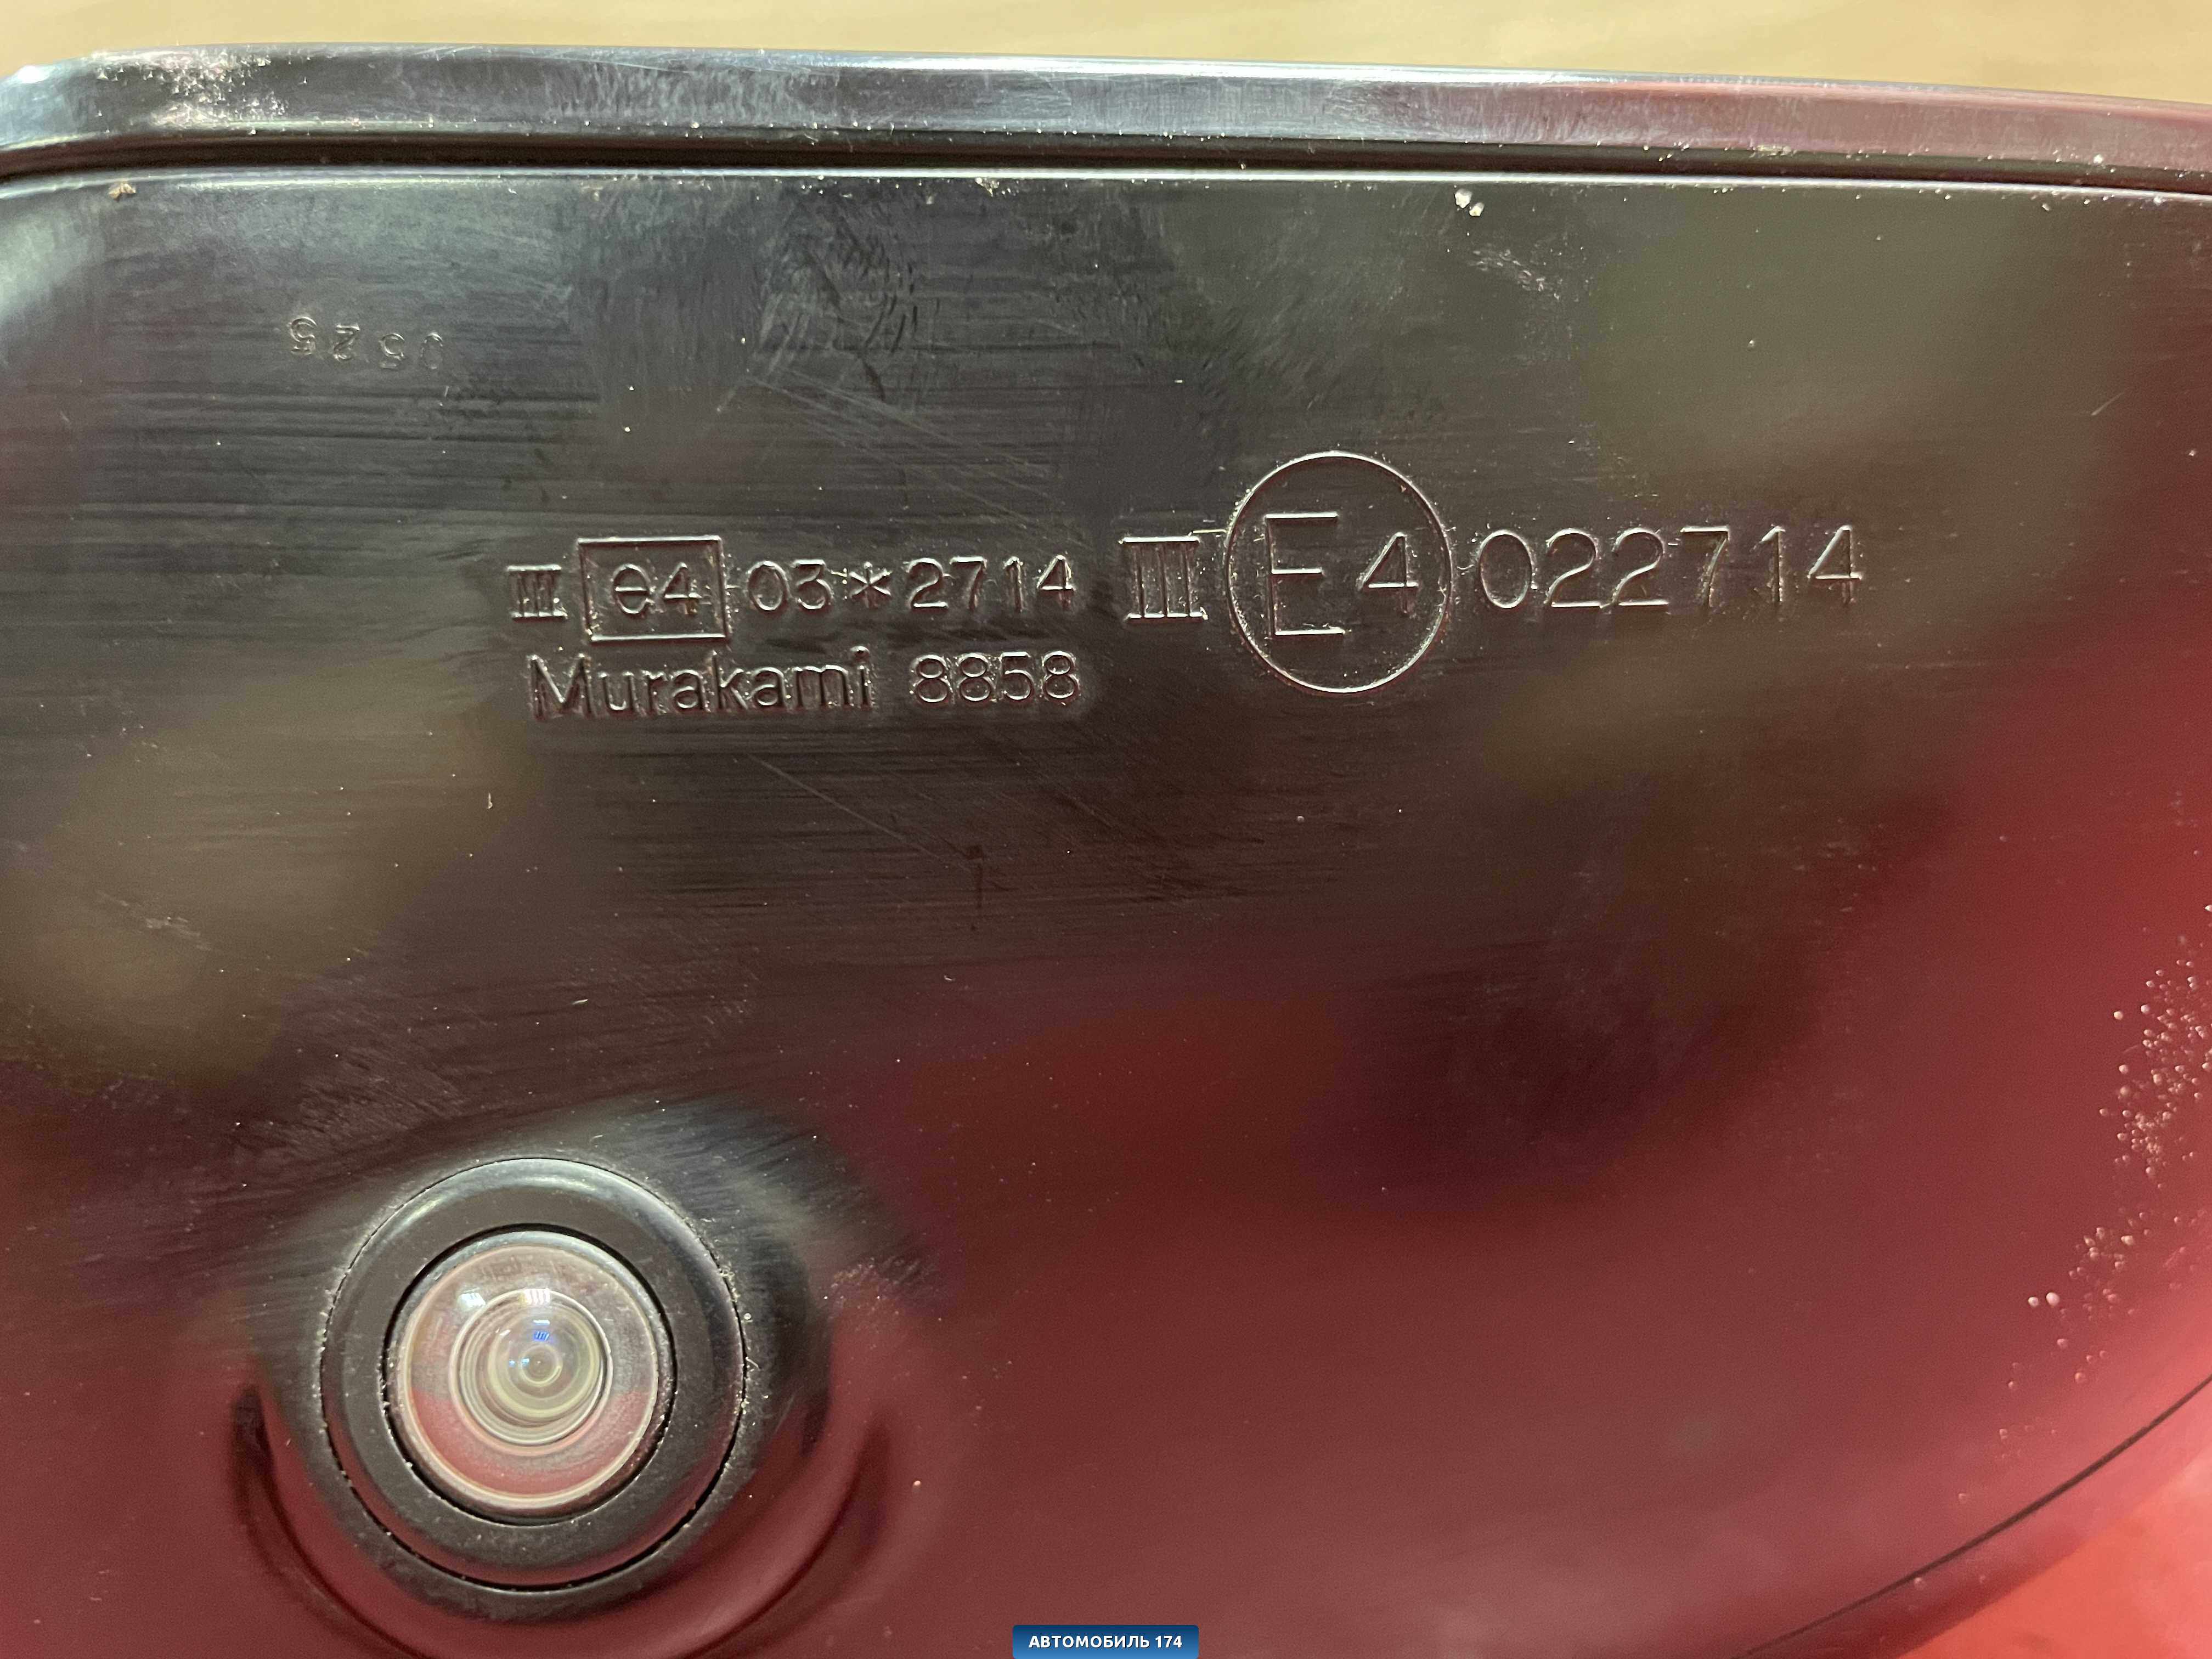 0525
III e4 03*2714 III E4 022714
Murakami 8858
АВТОМОБИЛЬ 174